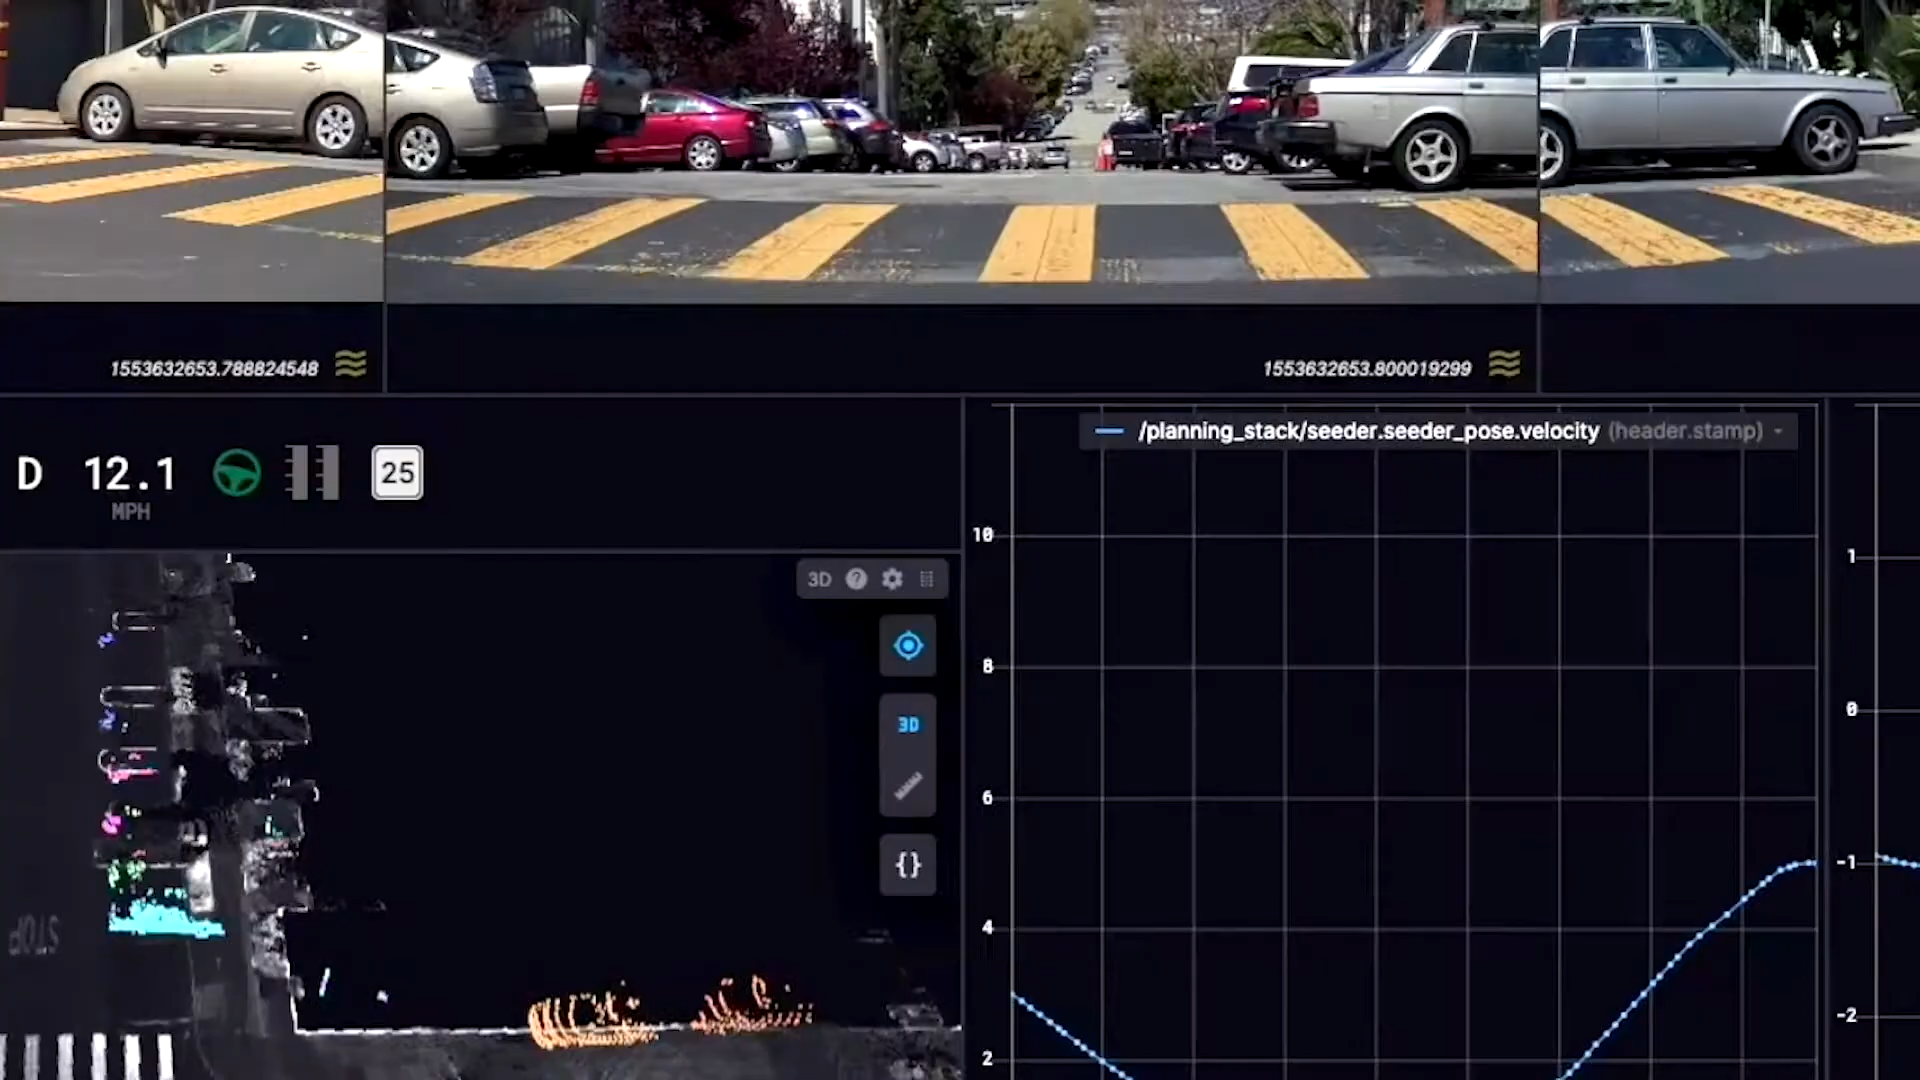 1553632653.788824548
1553632653.800019299
D 12.1 25
MPH
/planning_stack/seeder.seeder_pose.velocity (header.stamp)
3D
3D
{}
STOP
10
8
6
4
2
1
0
-1
-2